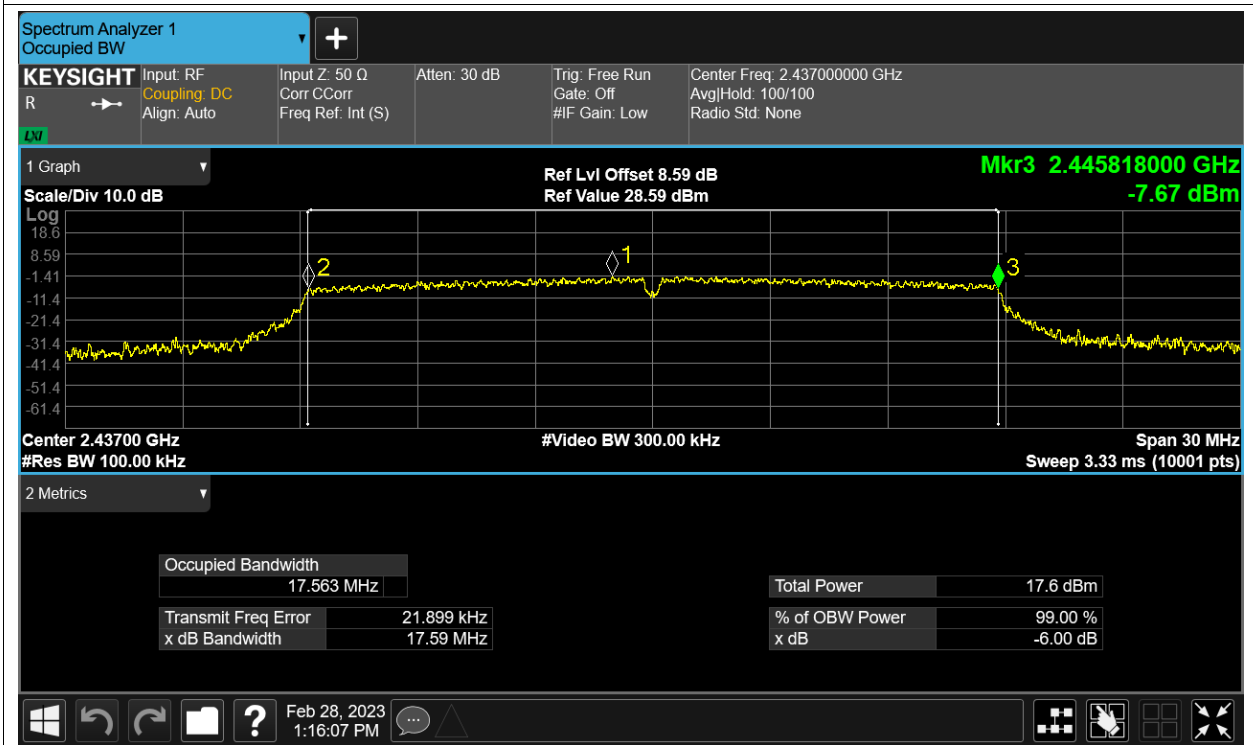 Spectrum Analyzer 1
Occupied BW
KEYSIGHT
R
LXI
Input: RF
Coupling: DC
Align: Auto
Input Z: 50 Ω
Corr CCorr
Freq Ref: Int (S)
Atten: 30 dB
Trig: Free Run
Gate: Off
#IF Gain: Low
Center Freq: 2.437000000 GHz
Avg|Hold: 100/100
Radio Std: None
1 Graph
Scale/Div 10.0 dB
Ref Lvl Offset 8.59 dB
Ref Value 28.59 dBm
Mkr3 2.445818000 GHz
-7.67 dBm
Log
18.6
8.59
-1.41
-11.4
-21.4
-31.4
-41.4
-51.4
-61.4
2
1
3
Center 2.43700 GHz
#Video BW 300.00 kHz
Span 30 MHz
#Res BW 100.00 kHz
Sweep 3.33 ms (10001 pts)
2 Metrics
Occupied Bandwidth
17.563 MHz
Transmit Freq Error 21.899 kHz
x dB Bandwidth 17.59 MHz
Total Power 17.6 dBm
% of OBW Power 99.00 %
x dB -6.00 dB
?
Feb 28, 2023
1:16:07 PM